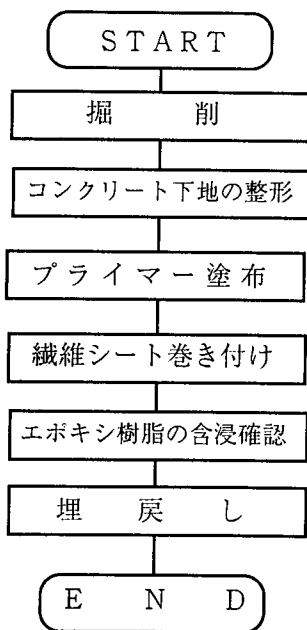 START
掘削
コンクリート下地の整形
プライマー塗布
繊維シート巻き付け
エポキシ樹脂の含浸確認
埋戻し
END